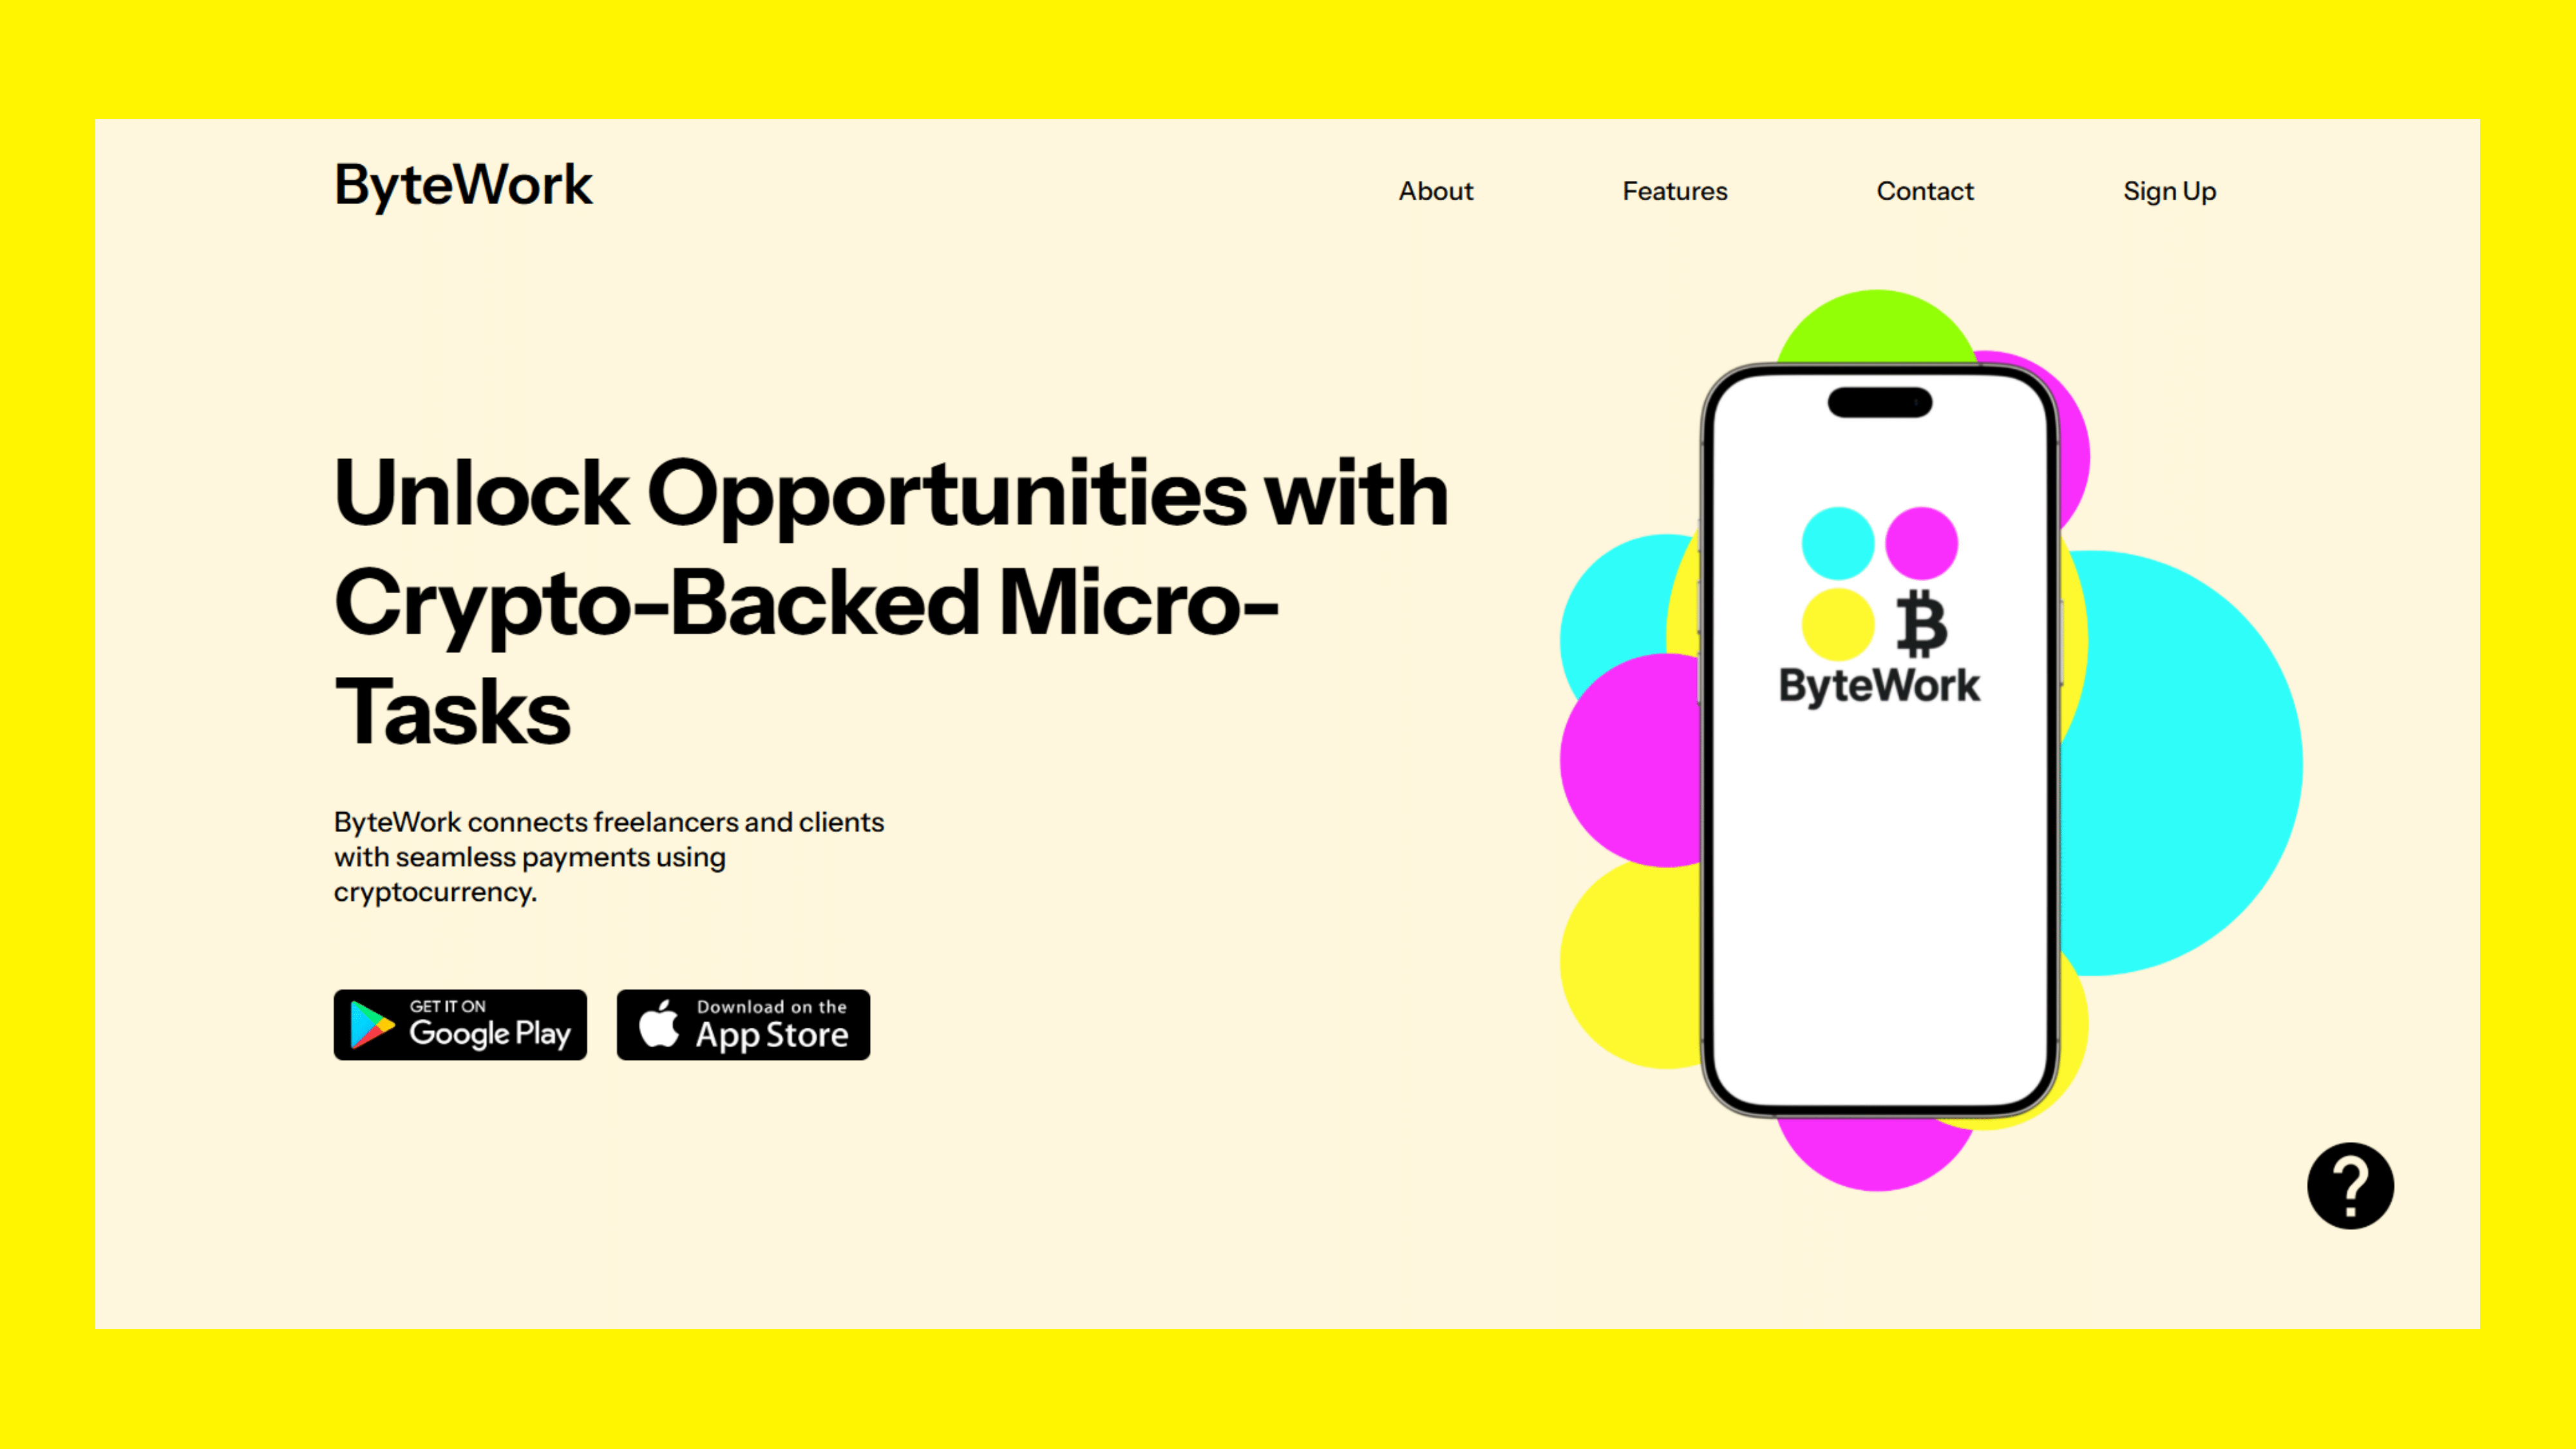 ByteWork
About Features Contact Sign Up
Unlock Opportunities with
Crypto-Backed Micro-
Tasks
ByteWork connects freelancers and clients
with seamless payments using
cryptocurrency.
GET IT ON
Google Play
Download on the
App Store
₿
ByteWork
?